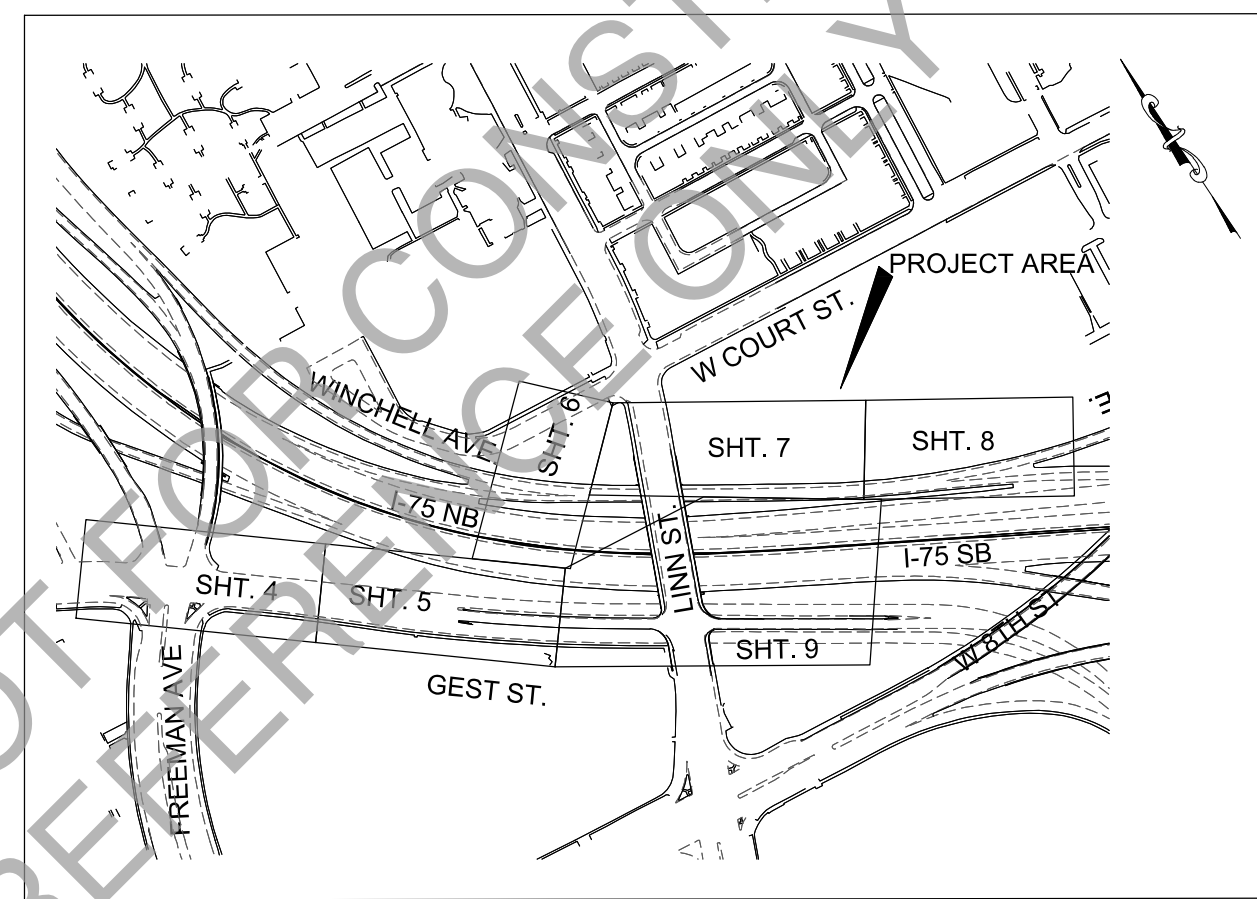 NOT FOR CONST
REFERENCE ONLY
PROJECT AREA
W COURT ST.
WINCHELL AVE
SHT. 6
SHT. 7
SHT. 8
I-75 NB
LINN ST.
I-75 SB
SHT. 4
SHT. 5
W 8TH ST
SHT. 9
GEST ST.
FREEMAN AVE